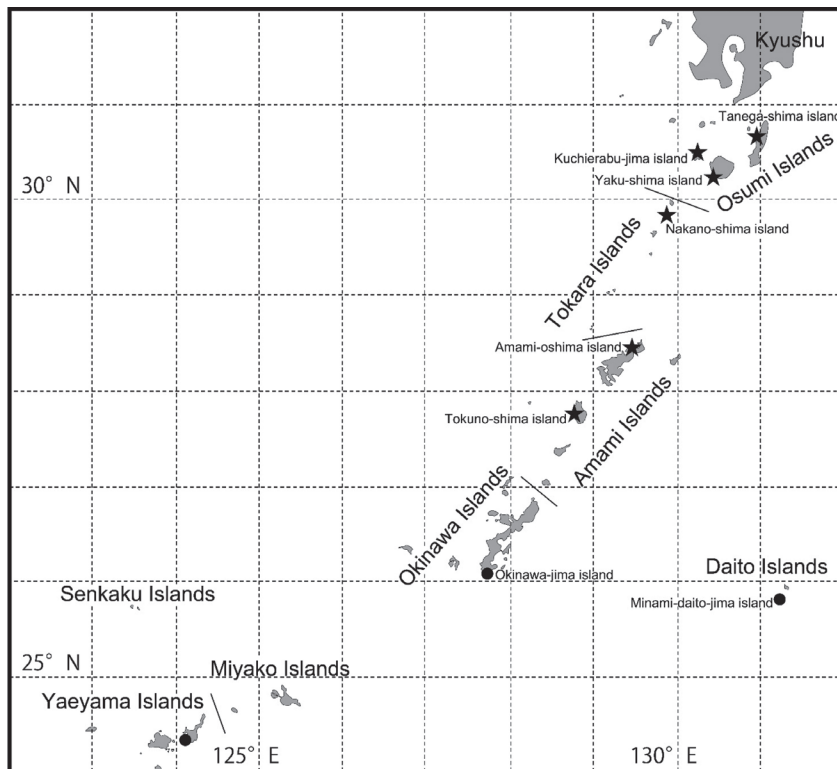 Kyushu
Tanega-shima island
Kuchierabu-jima island
Yaku-shima island
Osumi Islands
30° N
Nakano-shima island
Tokara Islands
Amami-oshima island
Tokuno-shima island
Amami Islands
Okinawa Islands
Okinawa-jima island
Daito Islands
Senkaku Islands
Minami-daito-jima island
25° N
Miyako Islands
Yaeyama Islands
125° E
130° E